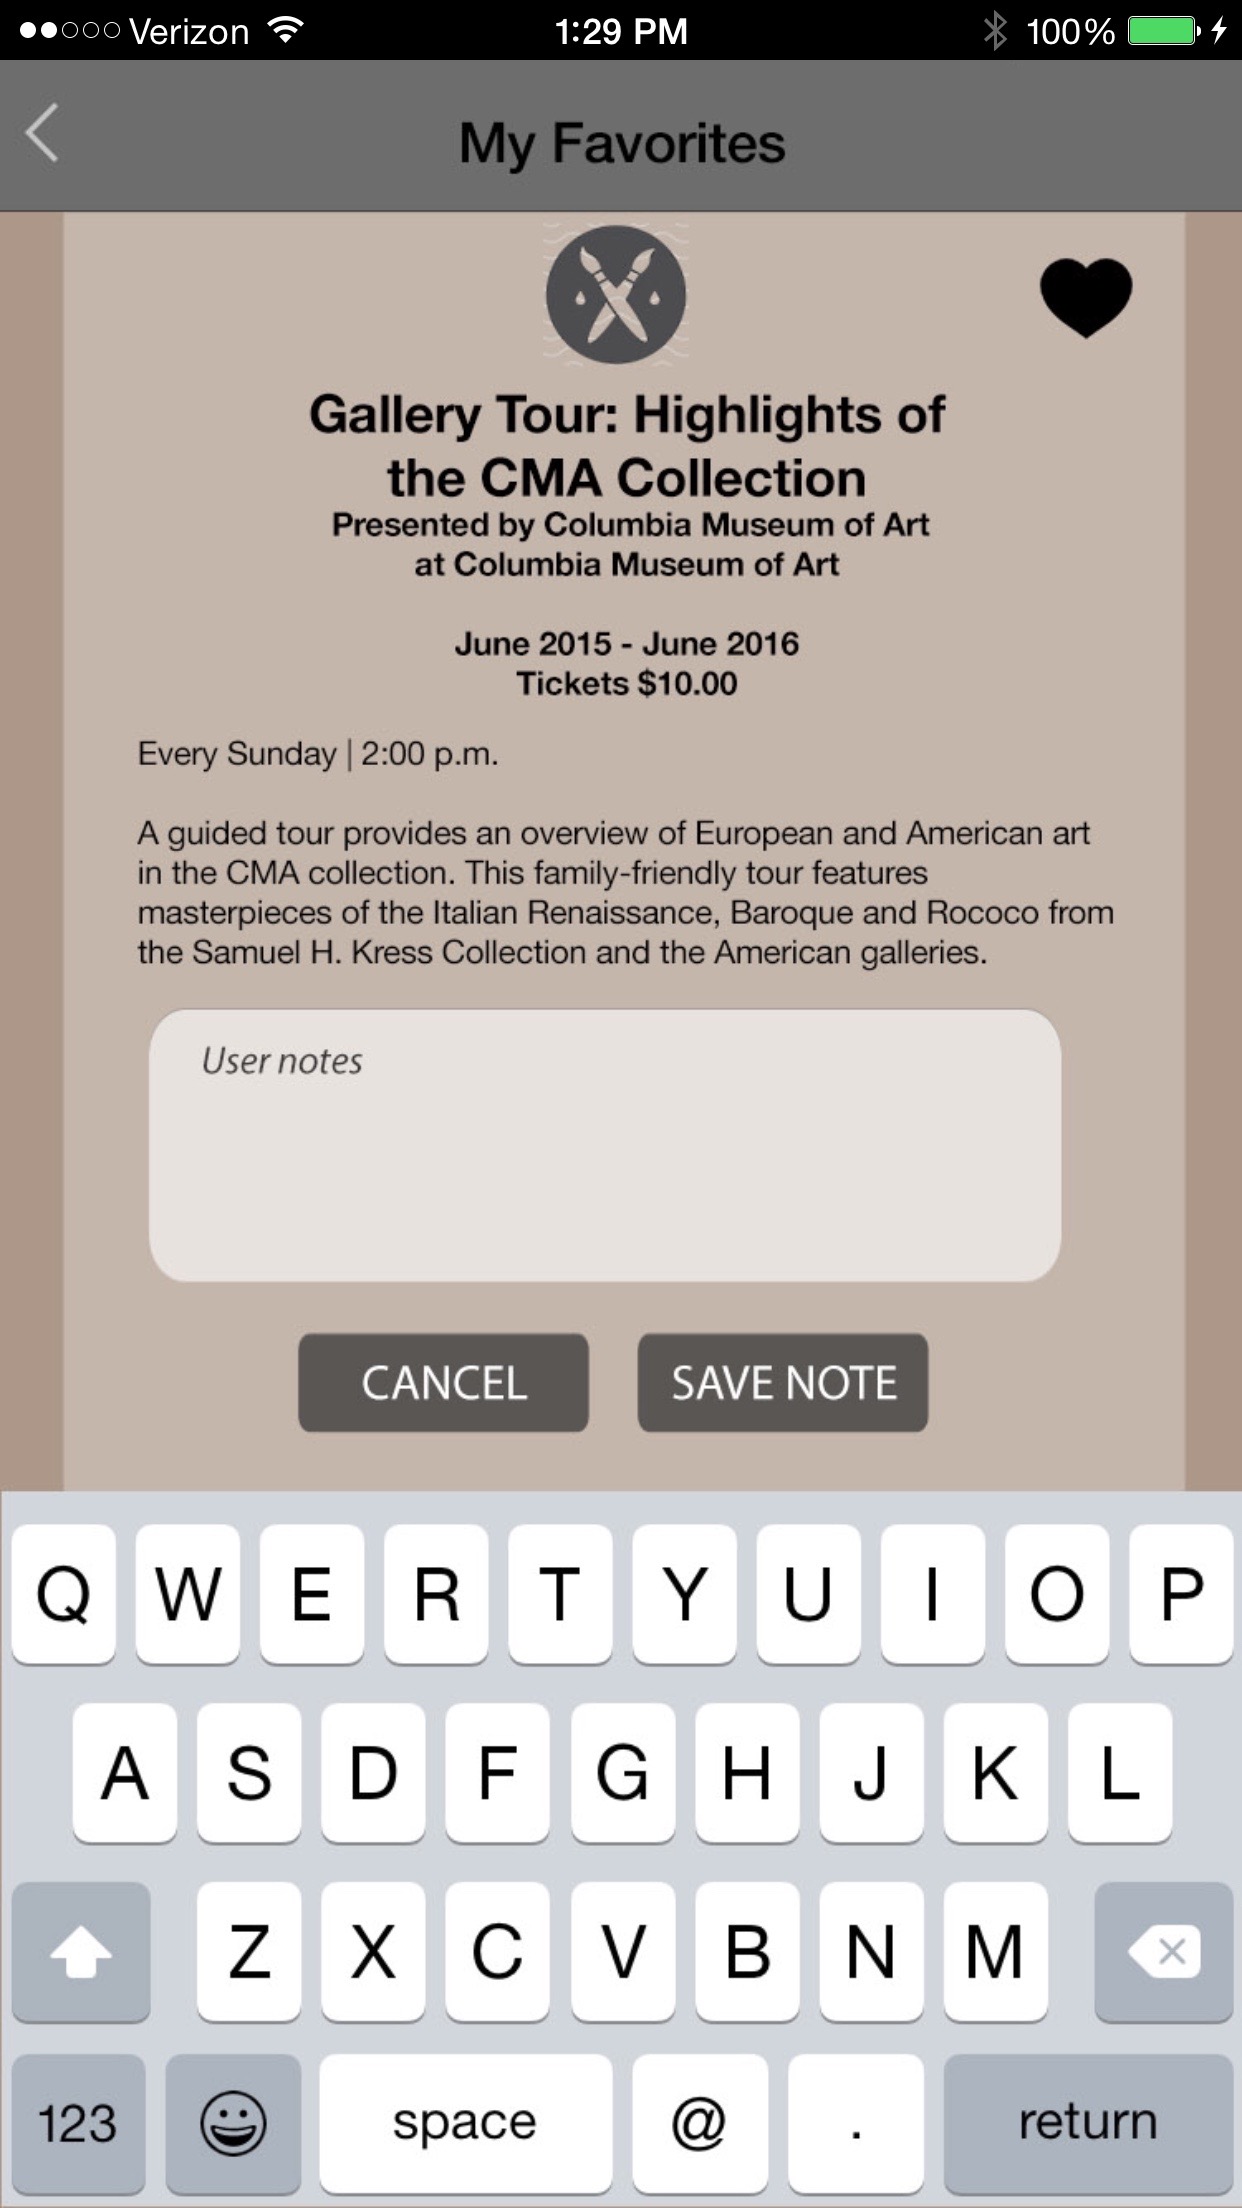 Verizon 1:29 PM 100%
My Favorites
Gallery Tour: Highlights of
the CMA Collection
Presented by Columbia Museum of Art
at Columbia Museum of Art
June 2015 - June 2016
Tickets $10.00
Every Sunday | 2:00 p.m.
A guided tour provides an overview of European and American art
in the CMA collection. This family-friendly tour features
masterpieces of the Italian Renaissance, Baroque and Rococo from
the Samuel H. Kress Collection and the American galleries.
User notes
CANCEL SAVE NOTE
Q W E R T Y U I O P
A S D F G H J K L
Z X C V B N M
123 space @ . return